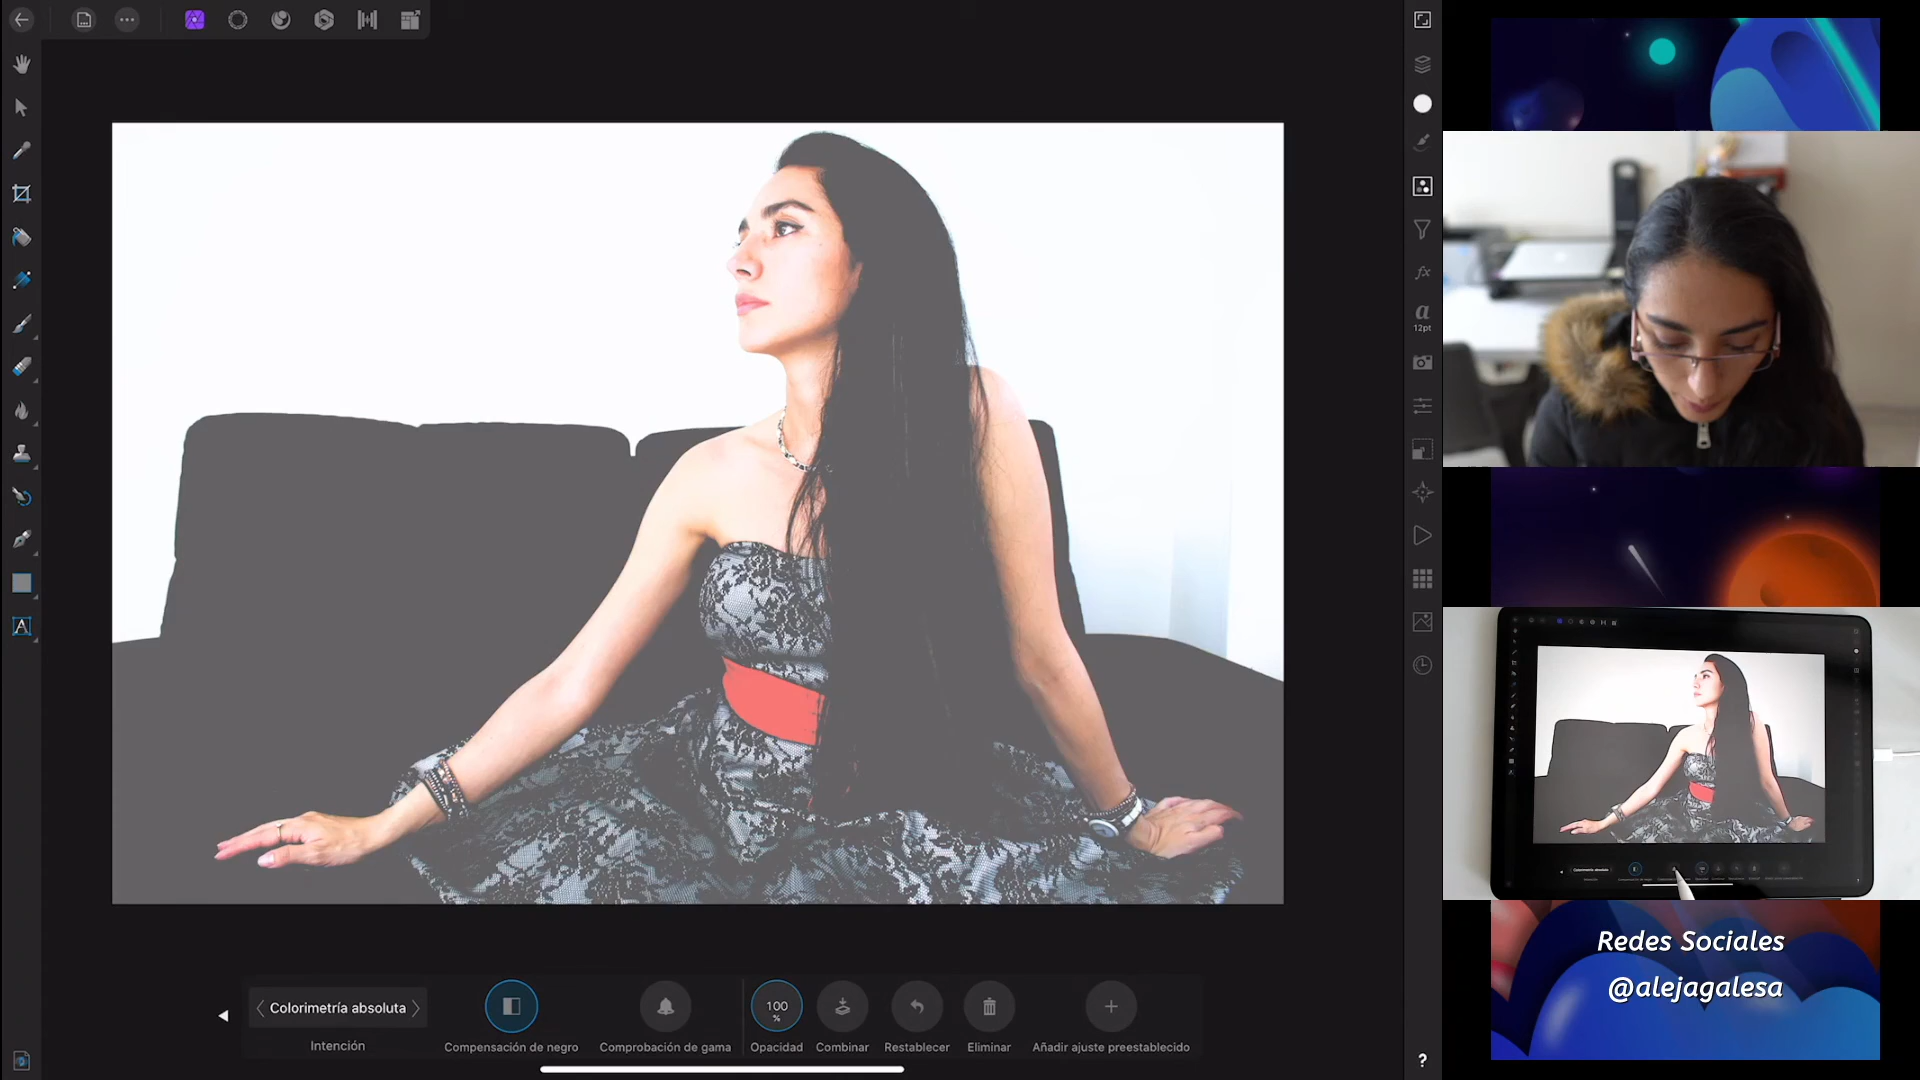 a
12pt
fx
A
Colorimetría absoluta
Intención
Compensación de negro
Comprobación de gama
100
%
Opacidad
Combinar
Restablecer
Eliminar
Añadir ajuste preestablecido
?
Redes Sociales
@alejagalesa